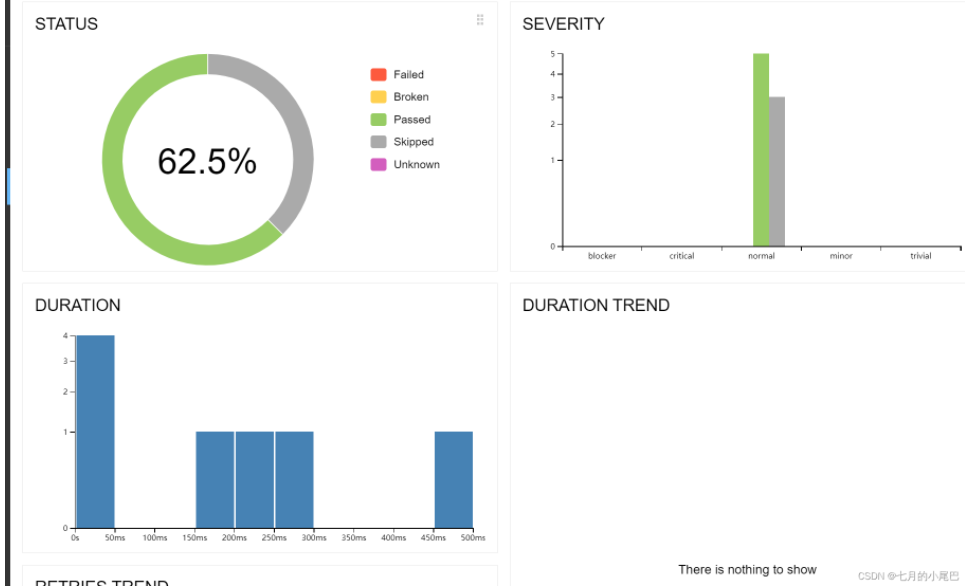 STATUS
Failed
Broken
Passed
Skipped
Unknown
62.5%
SEVERITY
5
4
3
2
1
0
blocker critical normal minor trivial
DURATION
4
3
2
1
0
0s 50ms 100ms 150ms 200ms 250ms 300ms 350ms 400ms 450ms 500ms
DURATION TREND
There is nothing to show
RETRIES TREND
CSDN @七月的小尾巴